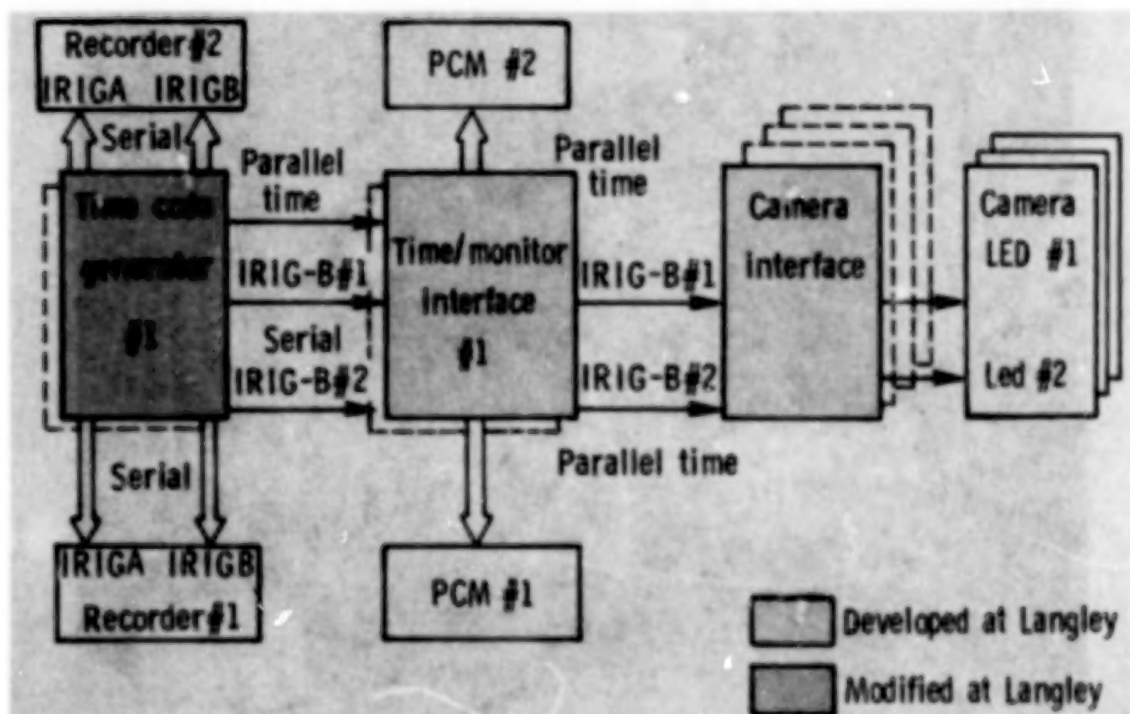 Recorder#2
IRIGA IRIGB
Serial
Time code
generator
#1
Serial
IRIGA IRIGB
Recorder#1
Parallel
time
IRIG-B#1
Serial
IRIG-B#2
PCM #2
Time/monitor
interface
#1
PCM #1
Parallel
time
IRIG-B#1
IRIG-B#2
Parallel time
Camera
interface
Camera
LED #1
Led #2
Developed at Langley
Modified at Langley